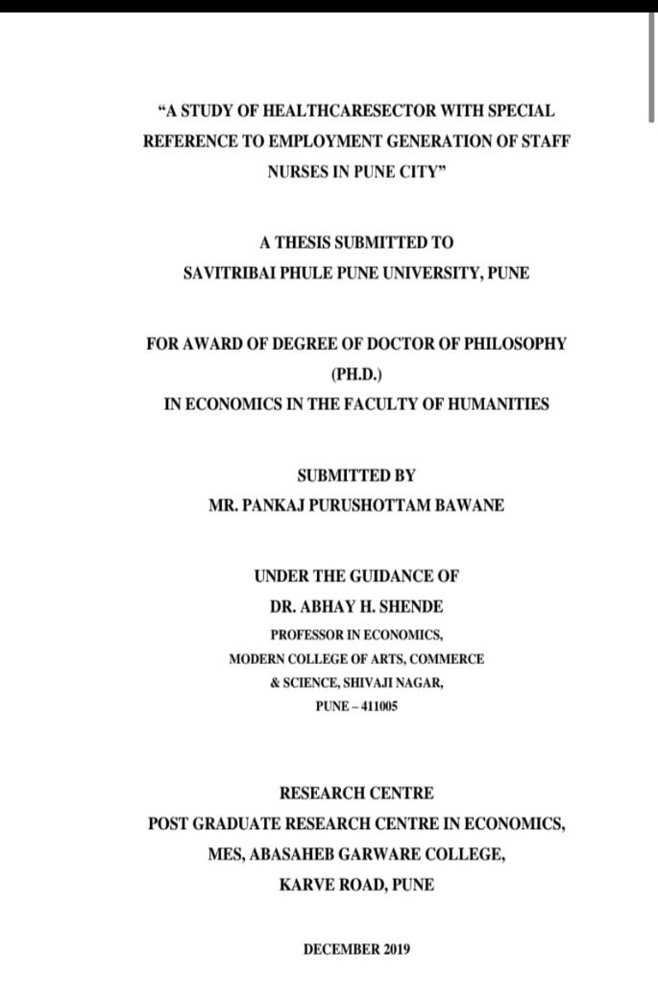 “A STUDY OF HEALTHCARESECTOR WITH SPECIAL
REFERENCE TO EMPLOYMENT GENERATION OF STAFF
NURSES IN PUNE CITY”
A THESIS SUBMITTED TO
SAVITRIBAI PHULE PUNE UNIVERSITY, PUNE
FOR AWARD OF DEGREE OF DOCTOR OF PHILOSOPHY
(PH.D.)
IN ECONOMICS IN THE FACULTY OF HUMANITIES
SUBMITTED BY
MR. PANKAJ PURUSHOTTAM BAWANE
UNDER THE GUIDANCE OF
DR. ABHAY H. SHENDE
PROFESSOR IN ECONOMICS,
MODERN COLLEGE OF ARTS, COMMERCE
& SCIENCE, SHIVAJI NAGAR,
PUNE – 411005
RESEARCH CENTRE
POST GRADUATE RESEARCH CENTRE IN ECONOMICS,
MES, ABASAHEB GARWARE COLLEGE,
KARVE ROAD, PUNE
DECEMBER 2019